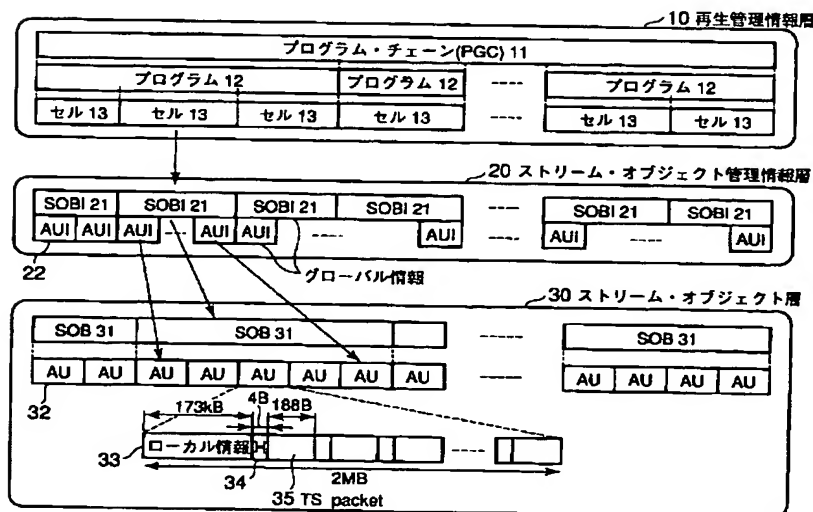 10 再生管理情報層
プログラム・チェーン(PGC) 11
プログラム 12 プログラム 12 プログラム 12
セル 13 セル 13 セル 13 セル 13 セル 13 セル 13
20 ストリーム・オブジェクト管理情報層
SOBI 21 SOBI 21 SOBI 21 SOBI 21 SOBI 21 SOBI 21
AUI AUI AUI AUI AUI AUI AUI AUI
22
グローバル情報
30 ストリーム・オブジェクト層
SOB 31 SOB 31 SOB 31
AU AU AU AU AU AU AU AU AU AU AU AU
32
173kB 4B 188B
33 ローカル情報
34
2MB
35 TS packet